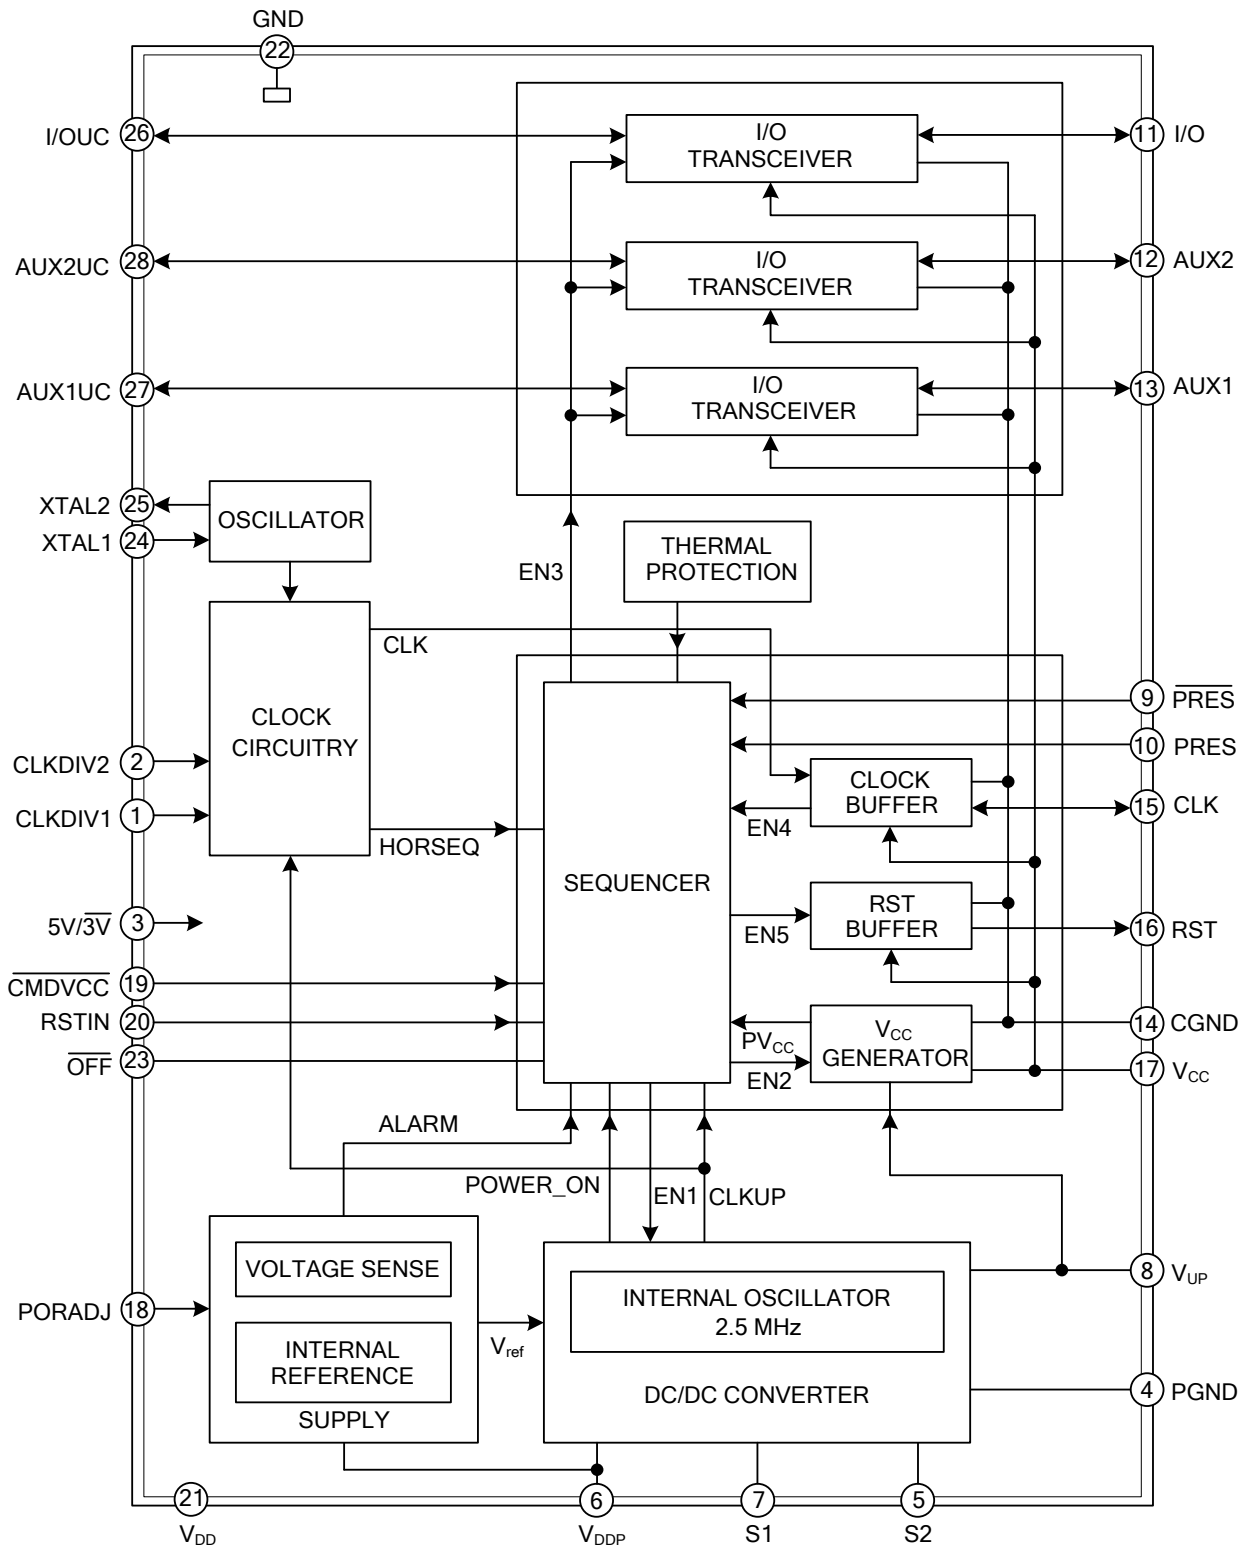 GND
22
I/OUC 26
I/O
TRANSCEIVER
11 I/O
AUX2UC 28
I/O
TRANSCEIVER
12 AUX2
AUX1UC 27
I/O
TRANSCEIVER
13 AUX1
XTAL2 25
XTAL1 24
OSCILLATOR
EN3
THERMAL
PROTECTION
CLK
CLOCK
CIRCUITRY
9 P̅R̅E̅S̅
10 PRES
CLKDIV2 2
CLKDIV1 1
CLOCK
BUFFER
15 CLK
EN4
HORSEQ
SEQUENCER
5V/3̅V̅ 3
RST
BUFFER
16 RST
EN5
C̅M̅D̅V̅C̅C̅ 19
RSTIN 20
O̅F̅F̅ 23
PVCC
EN2
VCC
GENERATOR
14 CGND
17 VCC
ALARM
POWER_ON
EN1
CLKUP
VOLTAGE SENSE
INTERNAL
REFERENCE
SUPPLY
PORADJ 18
Vref
INTERNAL OSCILLATOR
2.5 MHz
DC/DC CONVERTER
8 VUP
4 PGND
21
VDD
6
VDDP
7
S1
5
S2